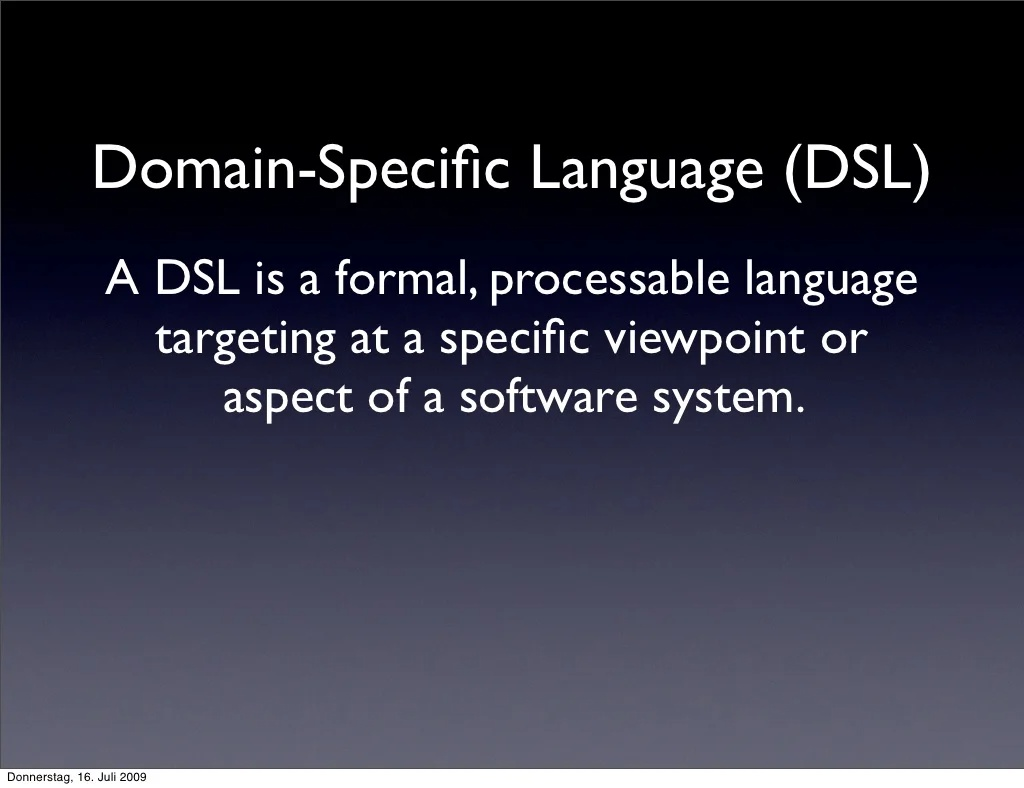 Domain-Specific Language (DSL)
A DSL is a formal, processable language
targeting at a specific viewpoint or
aspect of a software system.
Donnerstag, 16. Juli 2009